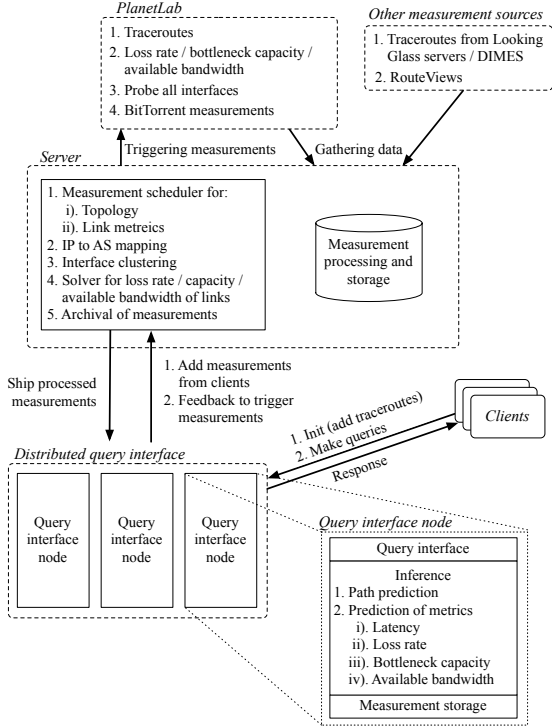 PlanetLab
1. Traceroutes
2. Loss rate / bottleneck capacity /
available bandwidth
3. Probe all interfaces
4. BitTorrent measurements
Other measurement sources
1. Traceroutes from Looking
Glass servers / DIMES
2. RouteViews
Triggering measurements
Gathering data
Server
1. Measurement scheduler for:
i). Topology
ii). Link metreics
2. IP to AS mapping
3. Interface clustering
4. Solver for loss rate / capacity /
available bandwidth of links
5. Archival of measurements
Measurement
processing and
storage
Ship processed
measurements
1. Add measurements
from clients
2. Feedback to trigger
measurements
Clients
1. Init (add traceroutes)
2. Make queries
Response
Distributed query interface
Query
interface
node
Query
interface
node
Query
interface
node
Query interface node
Query interface
Inference
1. Path prediction
2. Prediction of metrics
i). Latency
ii). Loss rate
iii). Bottleneck capacity
iv). Available bandwidth
Measurement storage